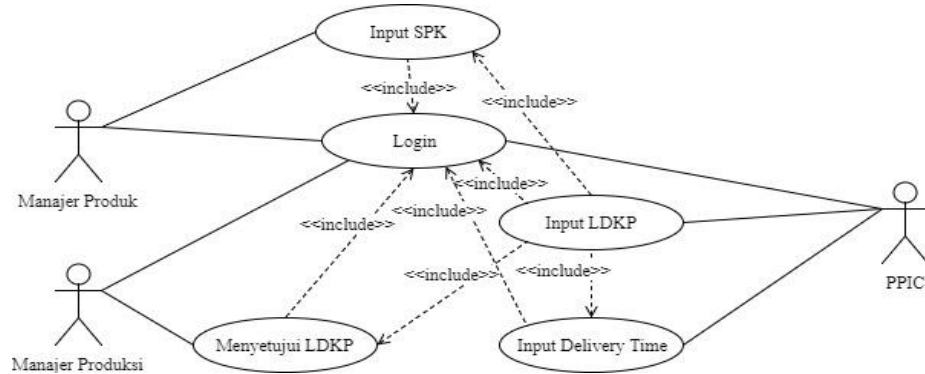 Input SPK
<<include>>
<<include>>
Login
<<include>>
Manajer Produk
<<include>>
<<include>>
Input LDKP
<<include>>
<<include>>
PPIC
Menyetujui LDKP
Input Delivery Time
Manajer Produksi